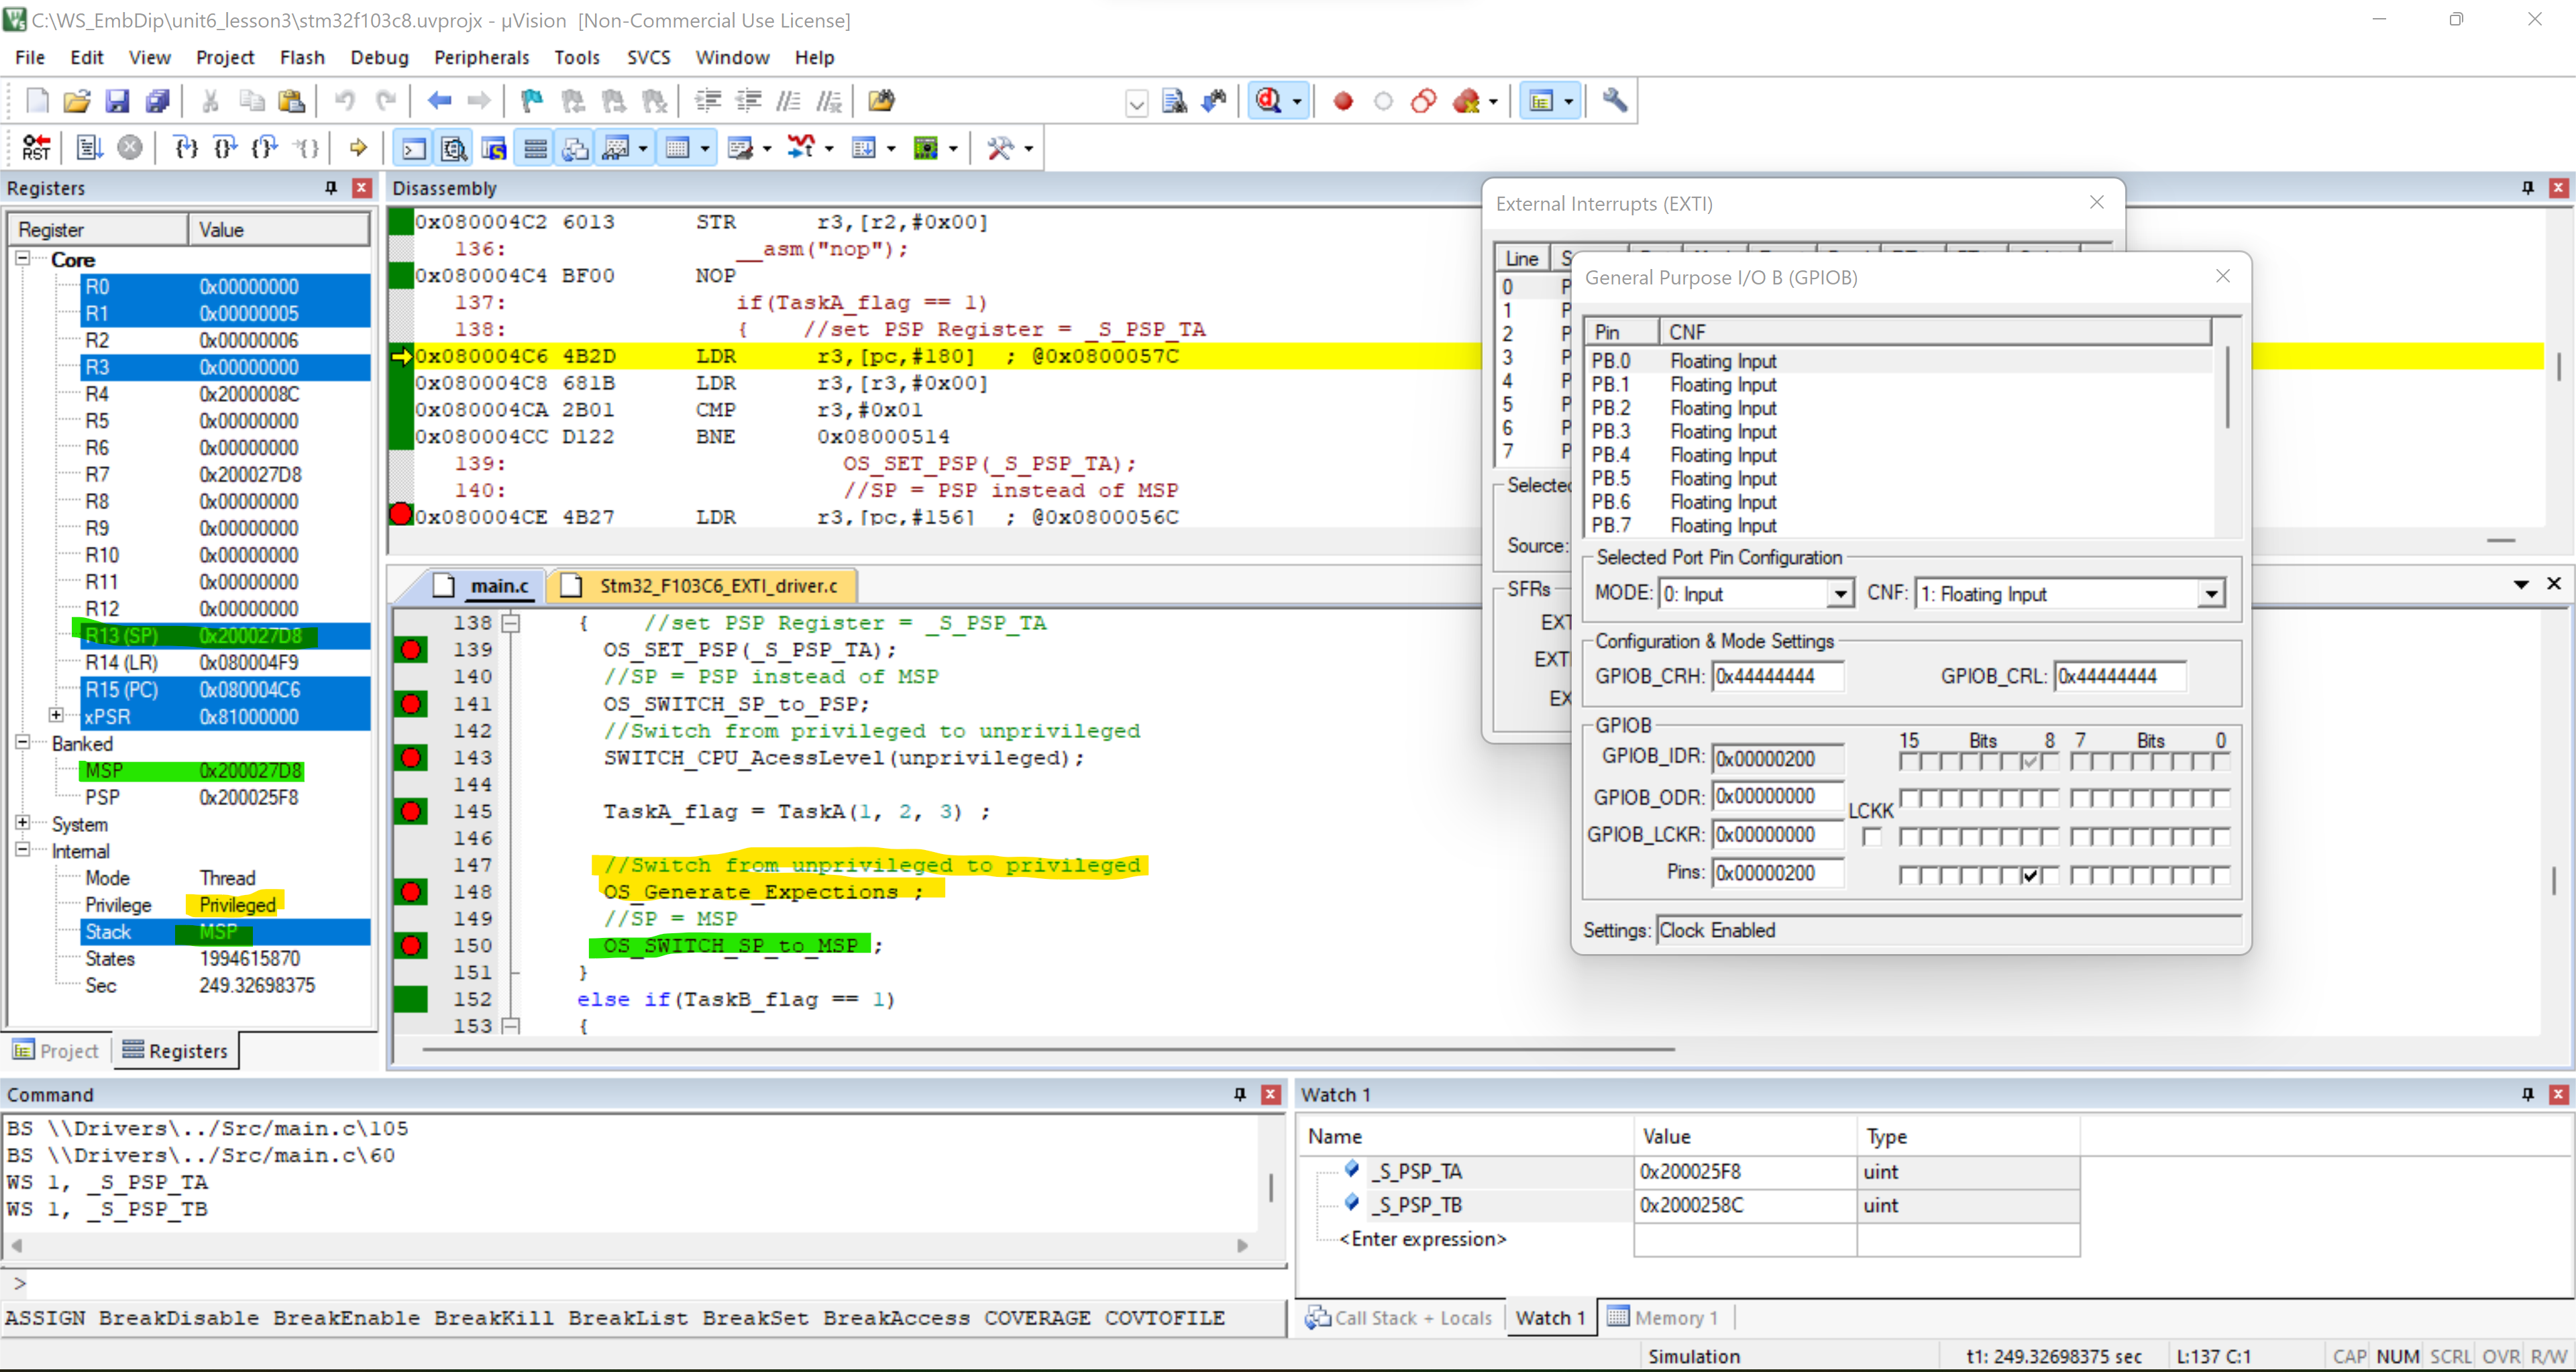 C:\WS_EmbDip\unit6_lesson3\stm32f103c8.uvprojx - µVision [Non-Commercial Use License]
File Edit View Project Flash Debug Peripherals Tools SVCS Window Help
RST
Registers
Register Value
Core
R0 0x00000000
R1 0x00000005
R2 0x00000006
R3 0x00000000
R4 0x2000008C
R5 0x00000000
R6 0x00000000
R7 0x200027D8
R8 0x00000000
R9 0x00000000
R10 0x00000000
R11 0x00000000
R12 0x00000000
R13 (SP) 0x200027D8
R14 (LR) 0x080004F9
R15 (PC) 0x080004C6
xPSR 0x81000000
Banked
MSP 0x200027D8
PSP 0x200025F8
System
Internal
Mode Thread
Privilege Privileged
Stack MSP
States 1994615870
Sec 249.32698375
Project Registers
Disassembly
0x080004C2 6013 STR r3,[r2,#0x00]
136: __asm("nop");
0x080004C4 BF00 NOP
137: if(TaskA_flag == 1)
138: { //set PSP Register = _S_PSP_TA
0x080004C6 4B2D LDR r3,[pc,#180] ; @0x0800057C
0x080004C8 681B LDR r3,[r3,#0x00]
0x080004CA 2B01 CMP r3,#0x01
0x080004CC D122 BNE 0x08000514
139: OS_SET_PSP(_S_PSP_TA);
140: //SP = PSP instead of MSP
0x080004CE 4B27 LDR r3,[pc,#156] ; @0x0800056C
main.c Stm32_F103C6_EXTI_driver.c
138 { //set PSP Register = _S_PSP_TA
139 OS_SET_PSP(_S_PSP_TA);
140 //SP = PSP instead of MSP
141 OS_SWITCH_SP_to_PSP;
142 //Switch from privileged to unprivileged
143 SWITCH_CPU_AcessLevel(unprivileged);
144
145 TaskA_flag = TaskA(1, 2, 3) ;
146
147 //Switch from unprivileged to privileged
148 OS_Generate_Expections ;
149 //SP = MSP
150 OS_SWITCH_SP_to_MSP ;
151 }
152 else if(TaskB_flag == 1)
153 {
External Interrupts (EXTI)
Line S
0 P
1 P
2 P
3 P
4 P
5 P
6 P
7 P
Selected
Source:
SFRs
EXT
EXTI
EX
General Purpose I/O B (GPIOB)
Pin CNF
PB.0 Floating Input
PB.1 Floating Input
PB.2 Floating Input
PB.3 Floating Input
PB.4 Floating Input
PB.5 Floating Input
PB.6 Floating Input
PB.7 Floating Input
Selected Port Pin Configuration
MODE: 0: Input CNF: 1: Floating Input
Configuration & Mode Settings
GPIOB_CRH: 0x44444444 GPIOB_CRL: 0x44444444
GPIOB
15 Bits 8 7 Bits 0
GPIOB_IDR: 0x00000200
GPIOB_ODR: 0x00000000
LCKK
GPIOB_LCKR: 0x00000000
Pins: 0x00000200
Settings: Clock Enabled
Command
BS \\Drivers\../Src/main.c\105
BS \\Drivers\../Src/main.c\60
WS 1, _S_PSP_TA
WS 1, _S_PSP_TB
>
ASSIGN BreakDisable BreakEnable BreakKill BreakList BreakSet BreakAccess COVERAGE COVTOFILE
Watch 1
Name Value Type
_S_PSP_TA 0x200025F8 uint
_S_PSP_TB 0x2000258C uint
<Enter expression>
Call Stack + Locals Watch 1 Memory 1
Simulation t1: 249.32698375 sec L:137 C:1 CAP NUM SCRL OVR R/W